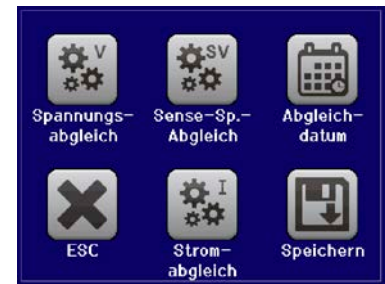 V
SV
Spannungs-
abgleich
Sense-Sp.-
Abgleich
Abgleich-
datum
I
ESC
Strom-
abgleich
Speichern